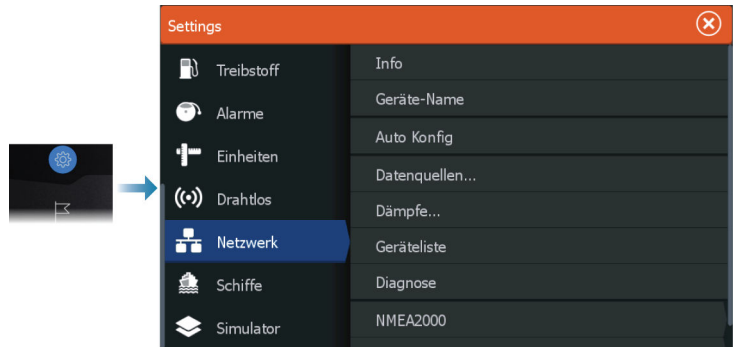 Settings
Treibstoff
Alarme
Einheiten
Drahtlos
Netzwerk
Schiffe
Simulator
Info
Geräte-Name
Auto Konfig
Datenquellen...
Dämpfe...
Geräteliste
Diagnose
NMEA2000